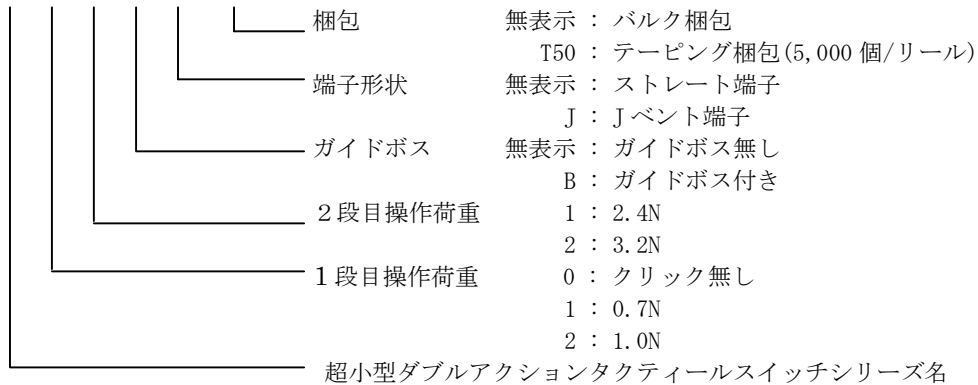 梱包 無表示 : バルク梱包
T50 : テーピング梱包(5,000 個/リール)
端子形状 無表示 : ストレート端子
J : J ベント端子
ガイドボス 無表示 : ガイドボス無し
B : ガイドボス付き
2段目操作荷重 1 : 2.4N
2 : 3.2N
1段目操作荷重 0 : クリック無し
1 : 0.7N
2 : 1.0N
超小型ダブルアクションタクティールスイッチシリーズ名